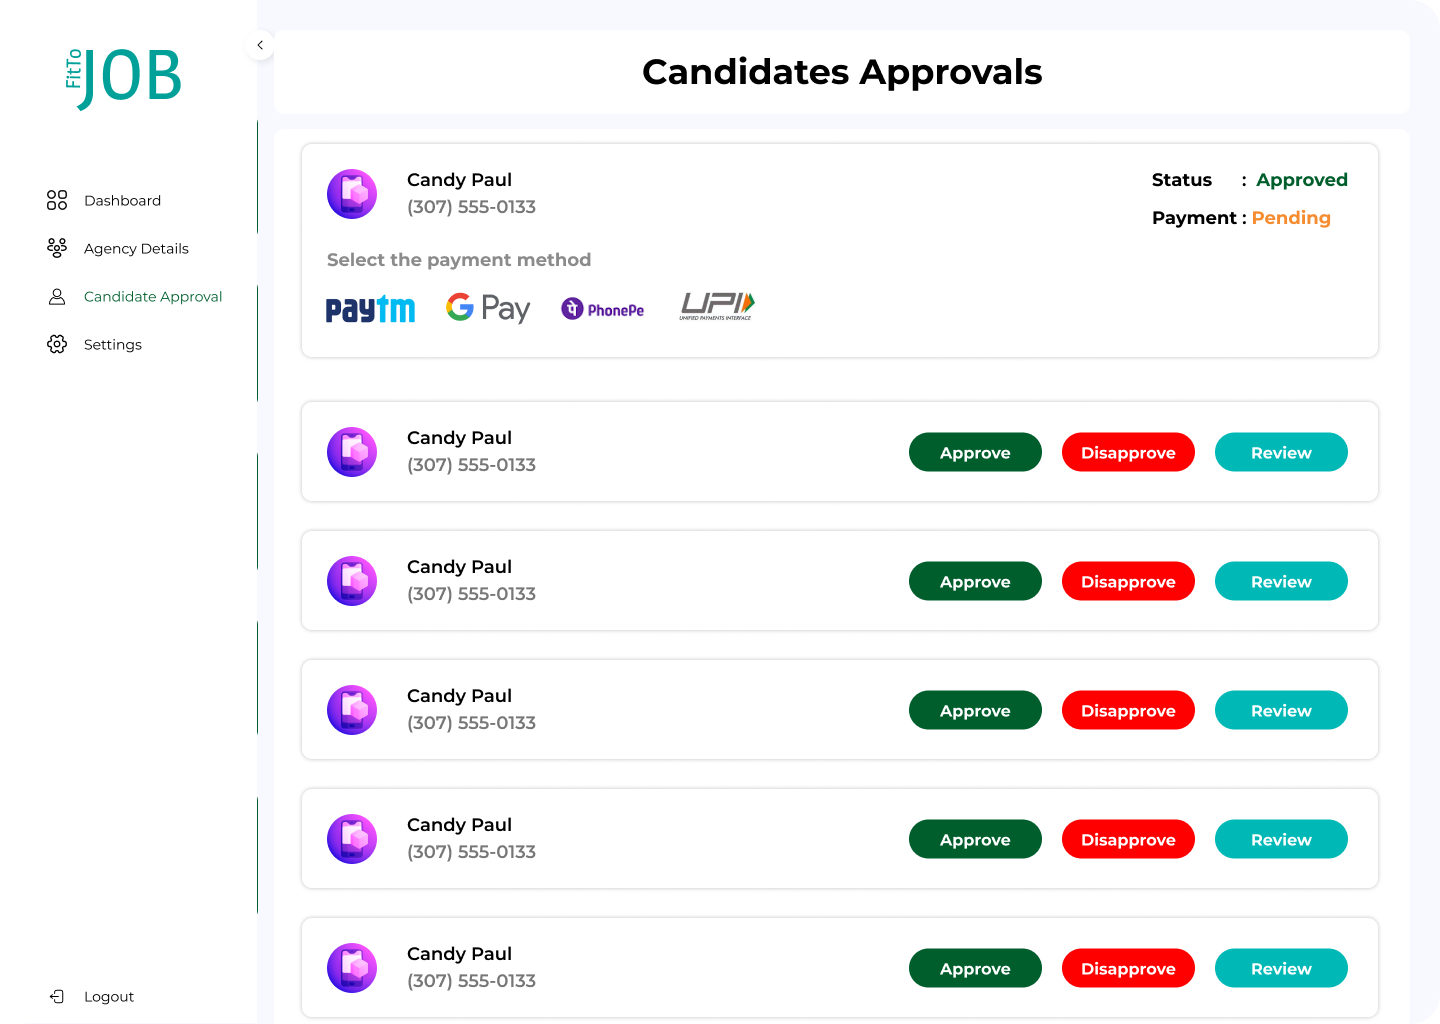 FitTo
JOB
Dashboard
Agency Details
Candidate Approval
Settings
Logout
Candidates Approvals
Candy Paul
(307) 555-0133
Status : Approved
Payment : Pending
Select the payment method
paytm
G Pay
पे PhonePe
UPI
UNIFIED PAYMENTS INTERFACE
Candy Paul
(307) 555-0133
Approve Disapprove Review
Candy Paul
(307) 555-0133
Approve Disapprove Review
Candy Paul
(307) 555-0133
Approve Disapprove Review
Candy Paul
(307) 555-0133
Approve Disapprove Review
Candy Paul
(307) 555-0133
Approve Disapprove Review